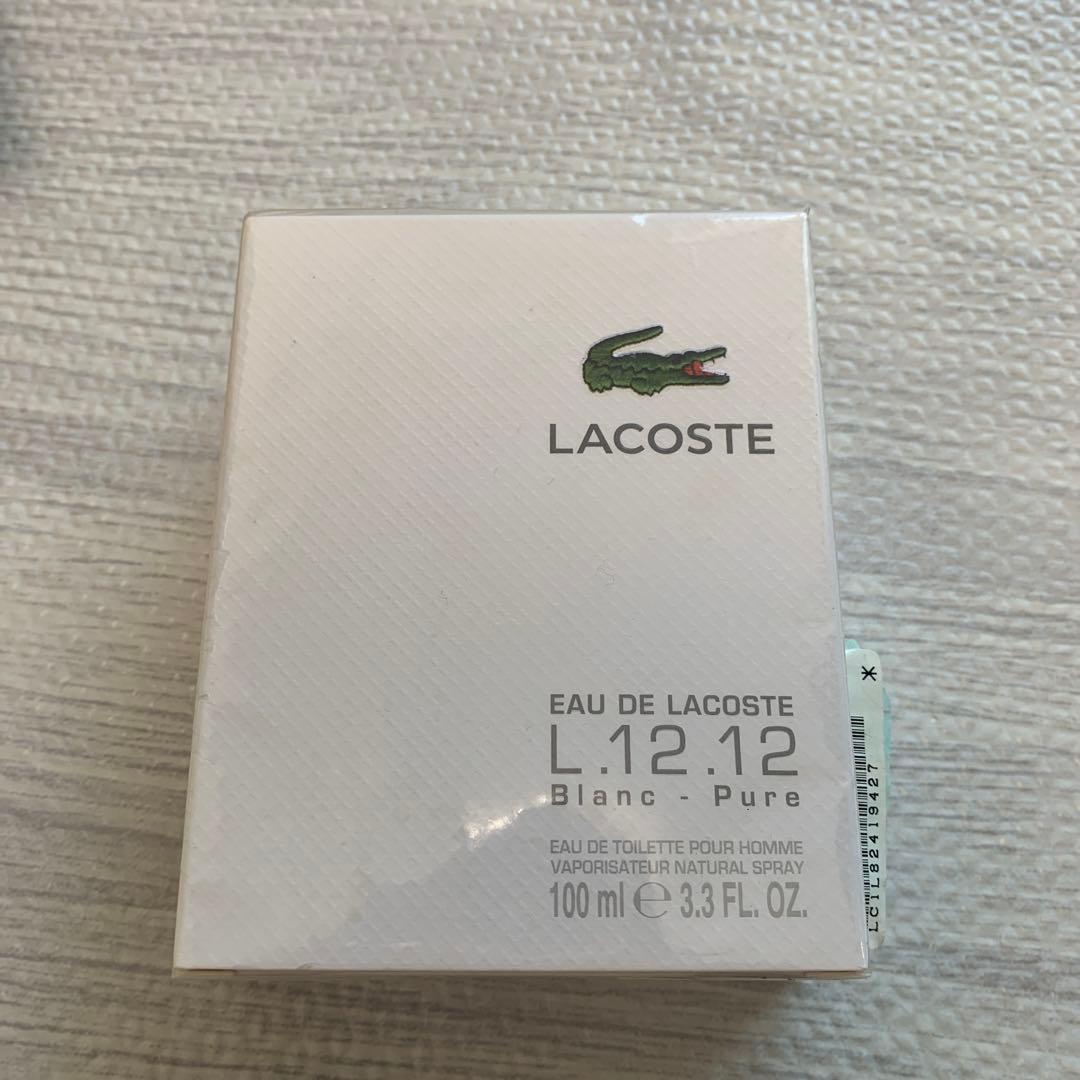 LACOSTE
EAU DE LACOSTE
L.12.12
Blanc - Pure
EAU DE TOILETTE POUR HOMME
VAPORISATEUR NATURAL SPRAY
100 ml ℮ 3.3 FL. OZ.
*
LC1L82419427